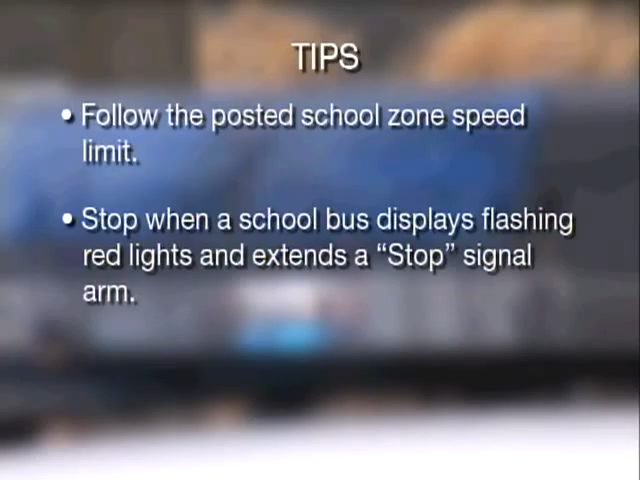 TIPS
• Follow the posted school zone speed
limit.
• Stop when a school bus displays flashing
red lights and extends a “Stop” signal
arm.